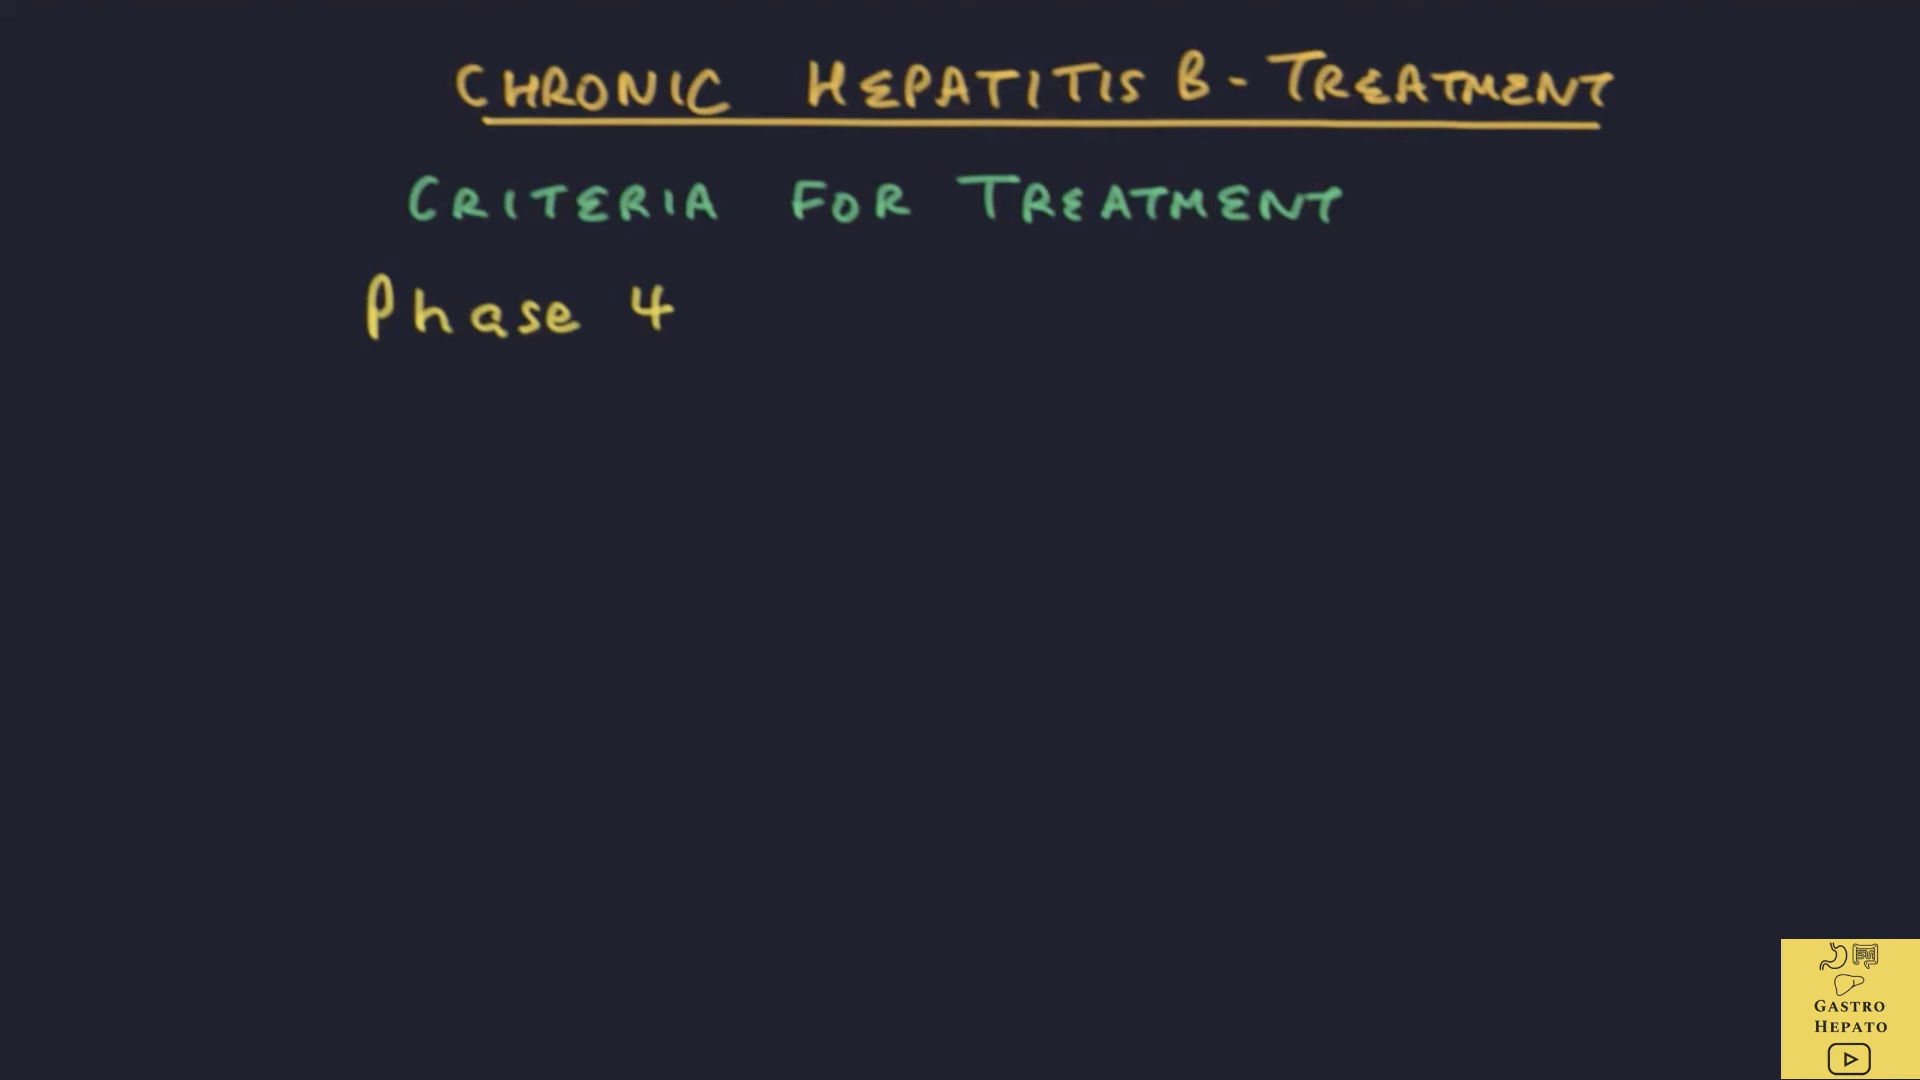 CHRONIC HEPATITIS B - TREATMENT
CRITERIA FOR TREATMENT
Phase 4
GASTRO
HEPATO